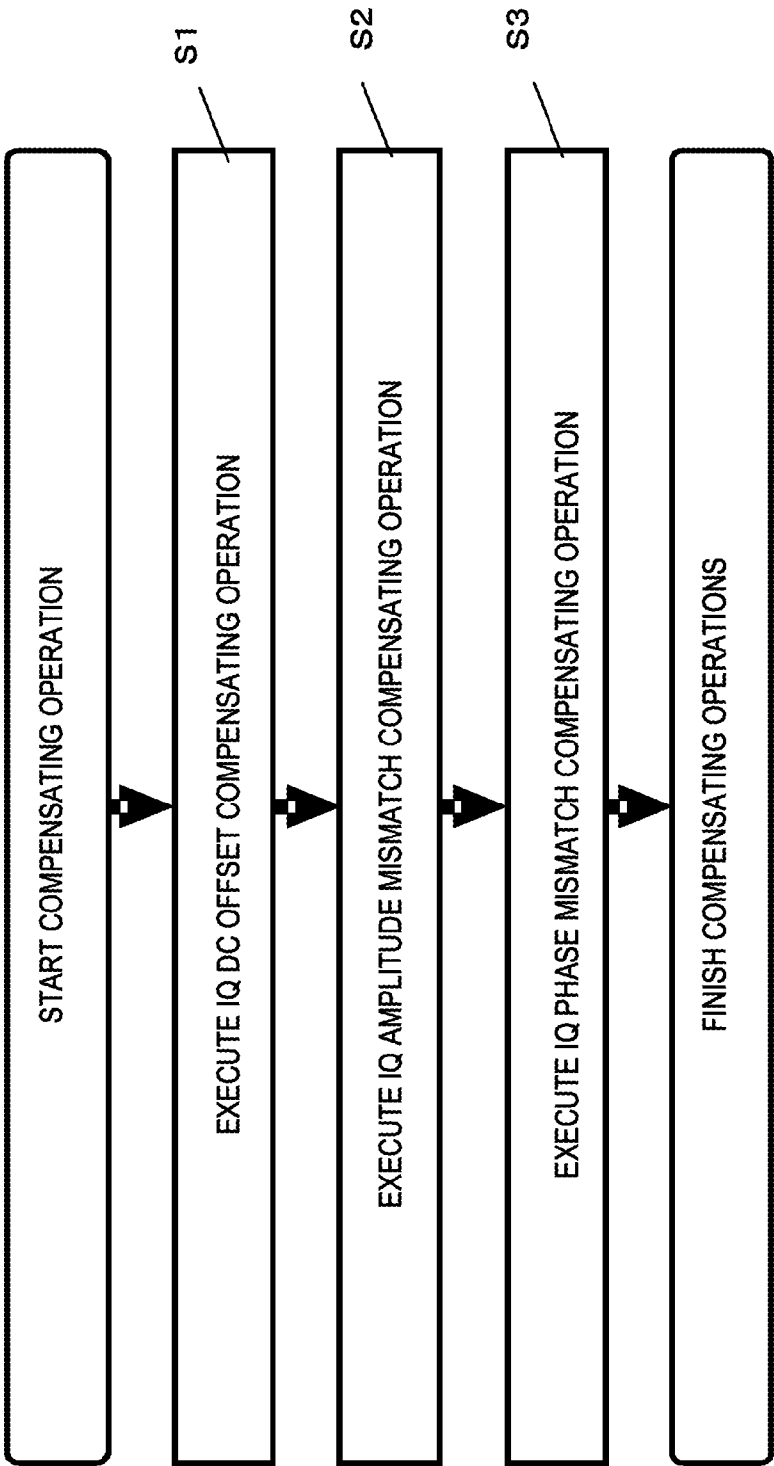 START COMPENSATING OPERATION
EXECUTE IQ DC OFFSET COMPENSATING OPERATION
S1
EXECUTE IQ AMPLITUDE MISMATCH COMPENSATING OPERATION
S2
EXECUTE IQ PHASE MISMATCH COMPENSATING OPERATION
S3
FINISH COMPENSATING OPERATIONS